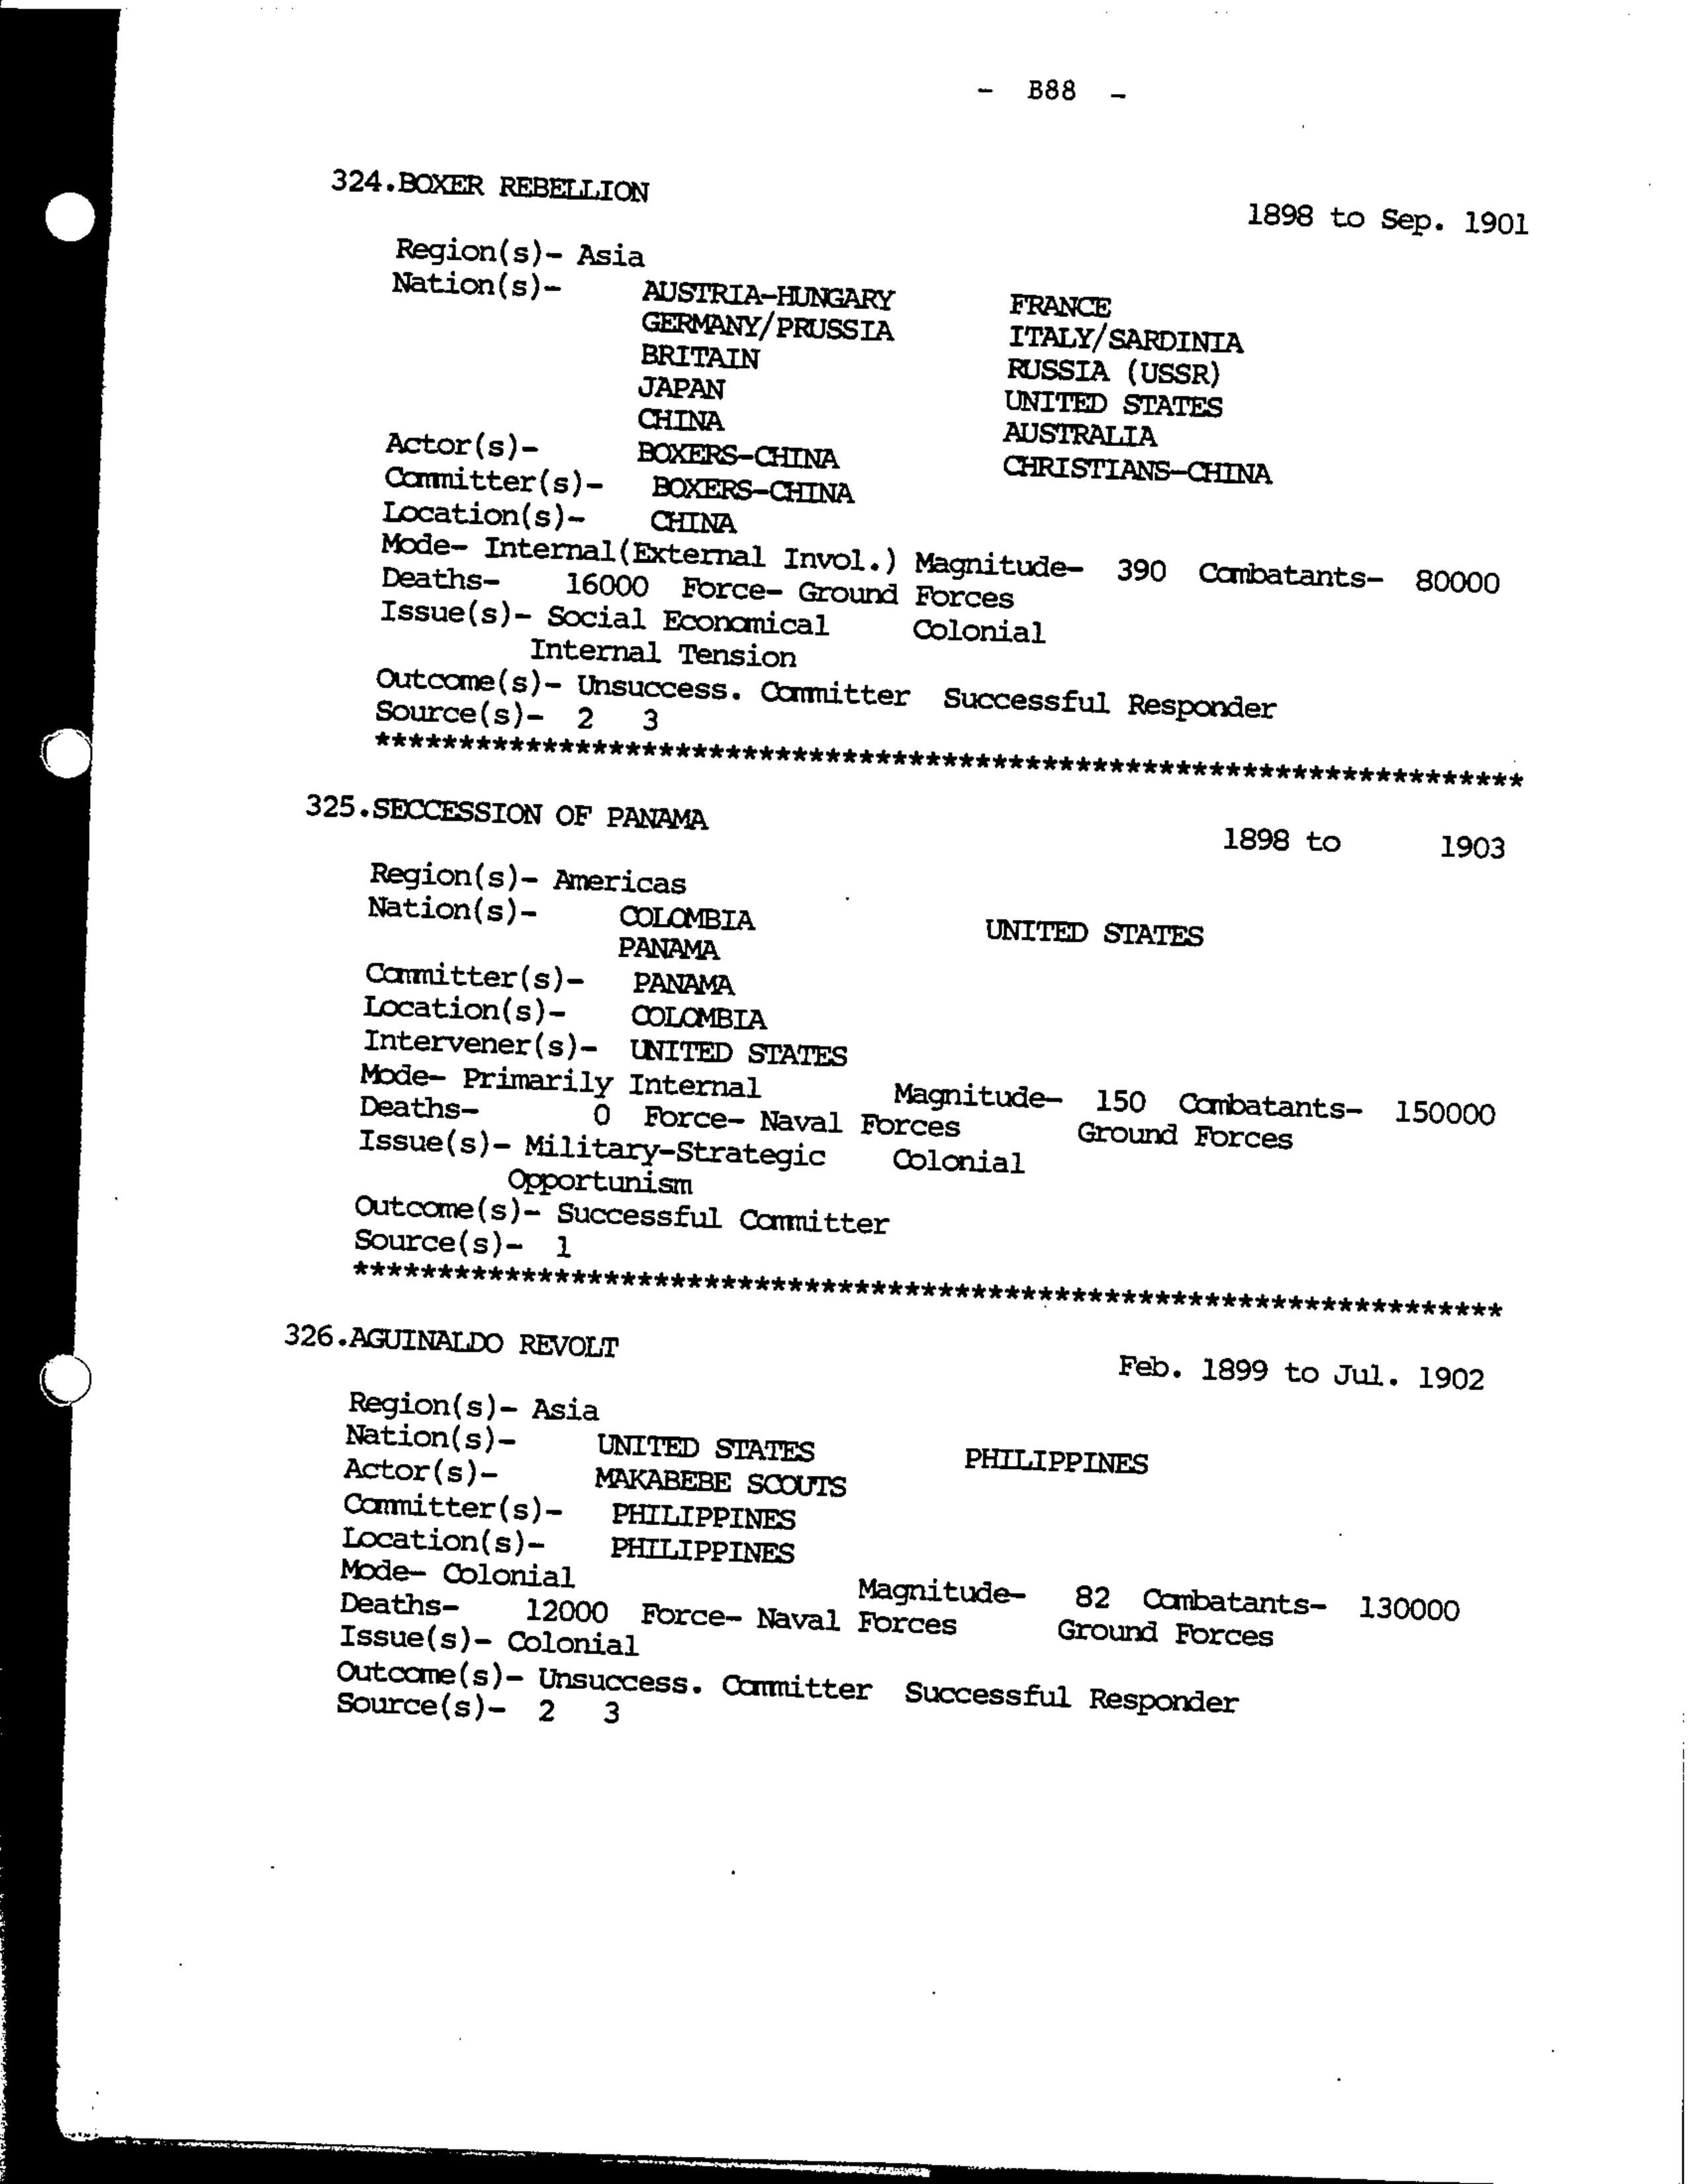 - B88 -
324.BOXER REBELLION 1898 to Sep. 1901
Region(s)- Asia
Nation(s)- AUSTRIA-HUNGARY FRANCE
GERMANY/PRUSSIA ITALY/SARDINIA
BRITAIN RUSSIA (USSR)
JAPAN UNITED STATES
CHINA AUSTRALIA
Actor(s)- BOXERS-CHINA CHRISTIANS-CHINA
Committer(s)- BOXERS-CHINA
Location(s)- CHINA
Mode- Internal(External Invol.) Magnitude- 390 Combatants- 80000
Deaths- 16000 Force- Ground Forces
Issue(s)- Social Economical Colonial
Internal Tension
Outcome(s)- Unsuccess. Committer Successful Responder
Source(s)- 2 3
*********************************************************************
325.SECCESSION OF PANAMA 1898 to 1903
Region(s)- Americas
Nation(s)- COLOMBIA UNITED STATES
PANAMA
Committer(s)- PANAMA
Location(s)- COLOMBIA
Intervener(s)- UNITED STATES
Mode- Primarily Internal Magnitude- 150 Combatants- 150000
Deaths- 0 Force- Naval Forces Ground Forces
Issue(s)- Military-Strategic Colonial
Opportunism
Outcome(s)- Successful Committer
Source(s)- 1
*********************************************************************
326.AGUINALDO REVOLT Feb. 1899 to Jul. 1902
Region(s)- Asia
Nation(s)- UNITED STATES PHILIPPINES
Actor(s)- MAKABEBE SCOUTS
Committer(s)- PHILIPPINES
Location(s)- PHILIPPINES
Mode- Colonial Magnitude- 82 Combatants- 130000
Deaths- 12000 Force- Naval Forces Ground Forces
Issue(s)- Colonial
Outcome(s)- Unsuccess. Committer Successful Responder
Source(s)- 2 3